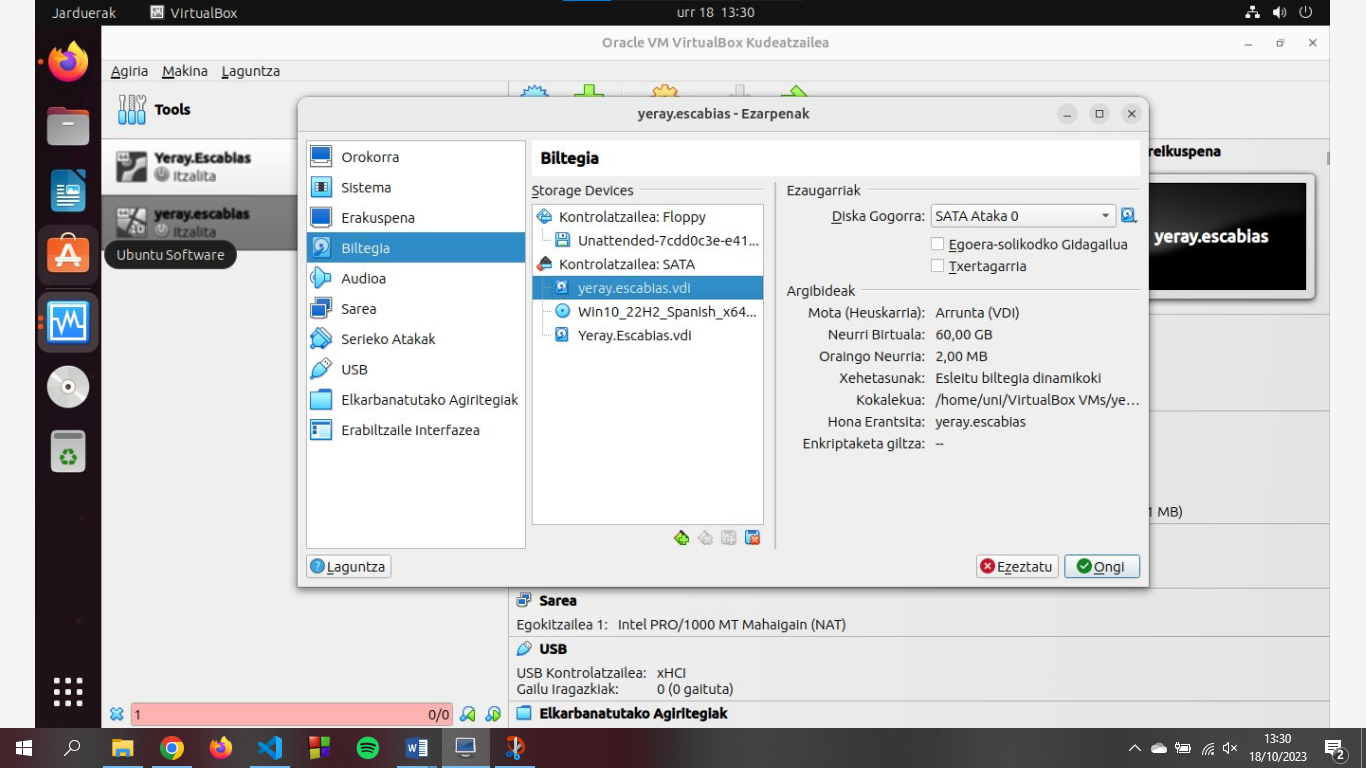 Jarduerak
VirtualBox
urr 18 13:30
Oracle VM VirtualBox Kudeatzailea
Agiria Makina Laguntza
Tools
Yeray.Escabias
Itzalita
yeray.escabias
Itzalita
Ubuntu Software
yeray.escabias - Ezarpenak
Orokorra
Sistema
Erakuspena
Biltegia
Audioa
Sarea
Serieko Atakak
USB
Elkarbanatutako Agiritegiak
Erabiltzaile Interfazea
Biltegia
Storage Devices
Kontrolatzailea: Floppy
Unattended-7cdd0c3e-e41...
Kontrolatzailea: SATA
yeray.escabias.vdi
Win10_22H2_Spanish_x64...
Yeray.Escabias.vdi
Ezaugarriak
Diska Gogorra: SATA Ataka 0
Egoera-solikodko Gidagailua
Txertagarria
Argibideak
Mota (Heuskarria): Arrunta (VDI)
Neurri Birtuala: 60,00 GB
Oraingo Neurria: 2,00 MB
Xehetasunak: Esleitu biltegia dinamikoki
Kokalekua: /home/uni/VirtualBox VMs/ye...
Hona Erantsita: yeray.escabias
Enkriptaketa giltza: --
Laguntza
Ezeztatu
Ongi
reikuspena
yeray.escabias
1 MB)
Sarea
Egokitzailea 1: Intel PRO/1000 MT Mahaigain (NAT)
USB
USB Kontrolatzailea: xHCI
Gailu Iragazkiak: 0 (0 gaituta)
Elkarbanatutako Agiritegiak
1 0/0
13:30
18/10/2023
2